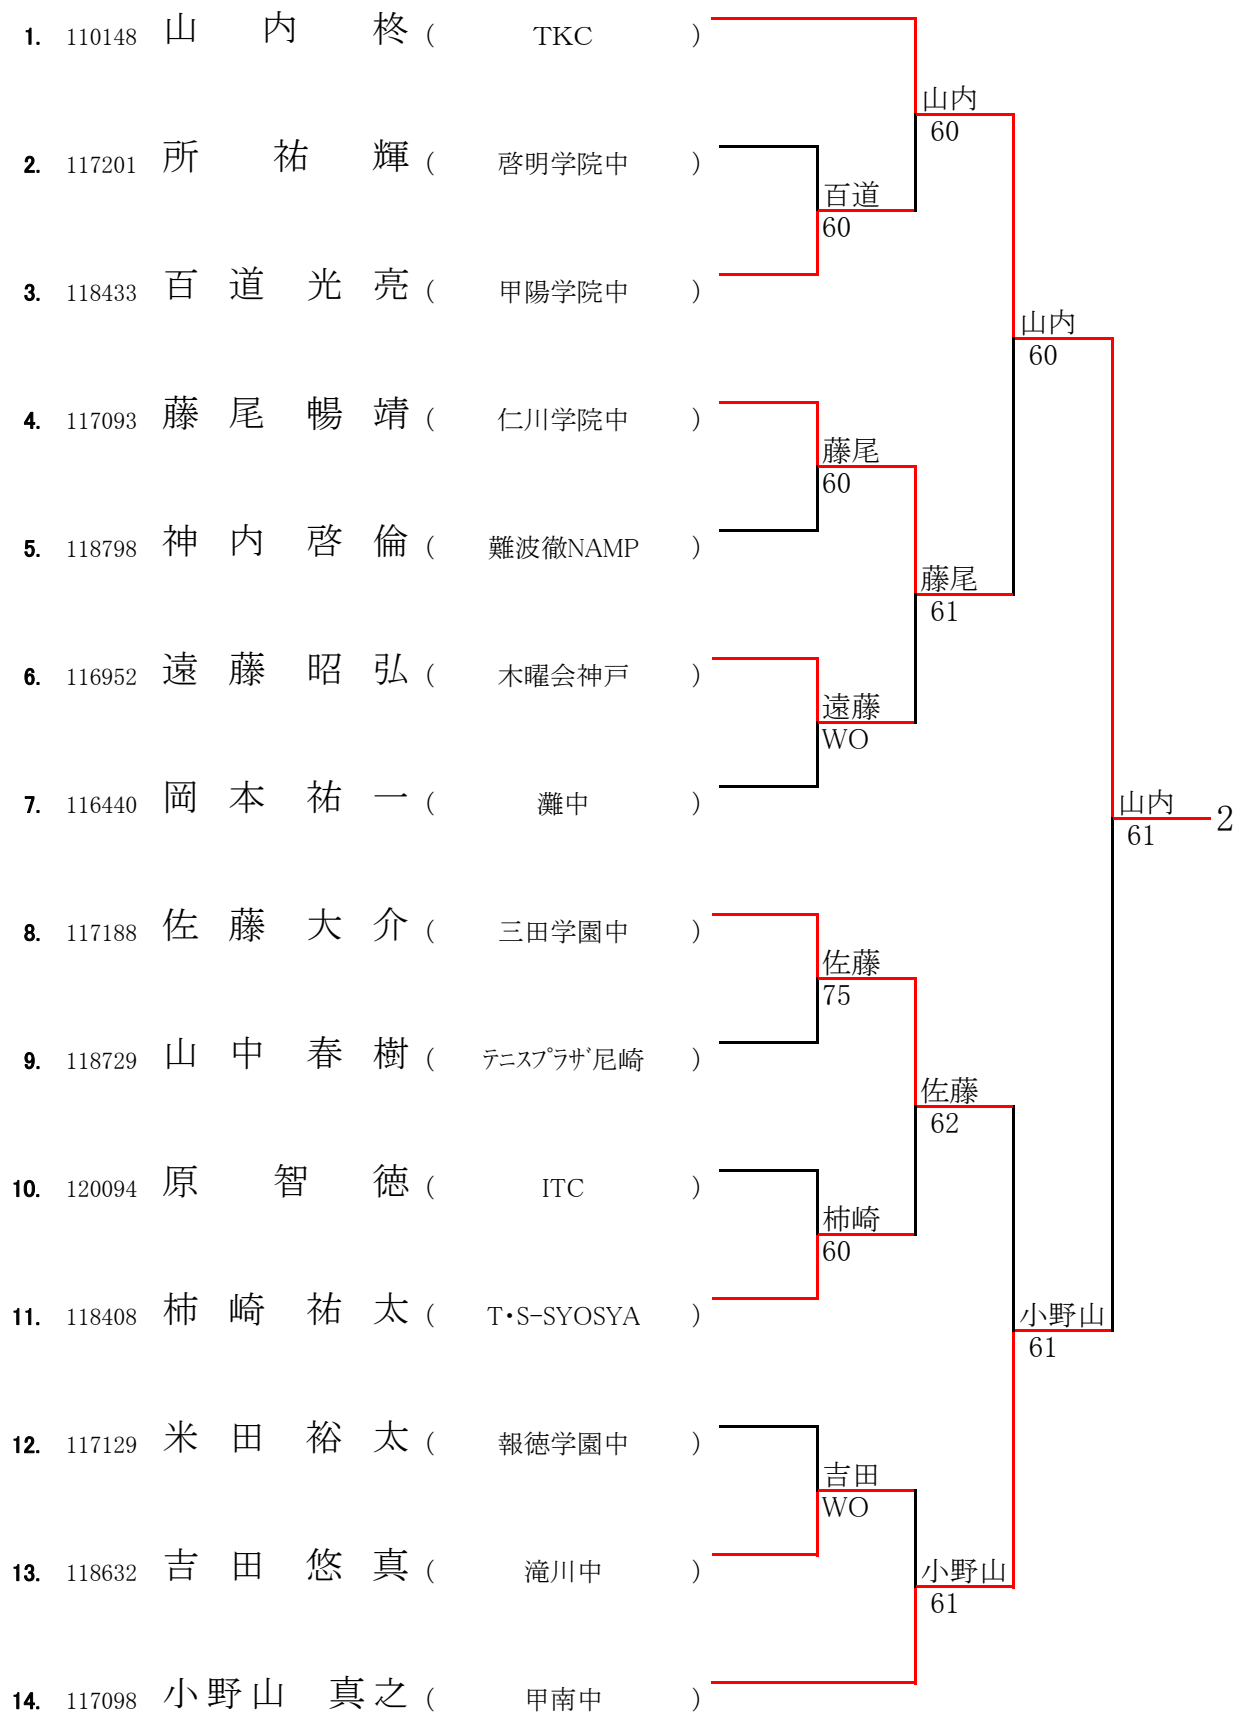 1. 110148 山内柊 ( TKC )
山内
60
2. 117201 所祐輝 ( 啓明学院中 )
百道
60
3. 118433 百道光亮 ( 甲陽学院中 )
山内
60
4. 117093 藤尾暢靖 ( 仁川学院中 )
藤尾
60
5. 118798 神内啓倫 ( 難波徹NAMP )
藤尾
61
6. 116952 遠藤昭弘 ( 木曜会神戸 )
遠藤
WO
7. 116440 岡本祐一 ( 灘中 )
山内
61
2
8. 117188 佐藤大介 ( 三田学園中 )
佐藤
75
9. 118729 山中春樹 ( テニスプラザ尼崎 )
佐藤
62
10. 120094 原智徳 ( ITC )
柿崎
60
11. 118408 柿崎祐太 ( T・S-SYOSYA )
小野山
61
12. 117129 米田裕太 ( 報徳学園中 )
吉田
WO
13. 118632 吉田悠真 ( 滝川中 )
小野山
61
14. 117098 小野山真之 ( 甲南中 )